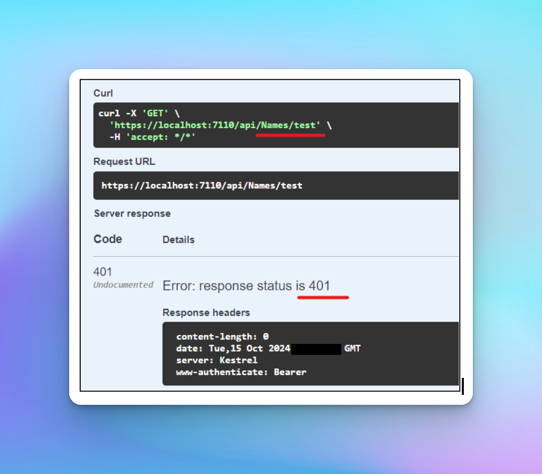 Curl
curl -X 'GET' \
'https://localhost:7110/api/Names/test' \
-H 'accept: */*'
Request URL
https://localhost:7110/api/Names/test
Server response
Code Details
401
Undocumented
Error: response status is 401
Response headers
content-length: 0
date: Tue,15 Oct 2024 GMT
server: Kestrel
www-authenticate: Bearer